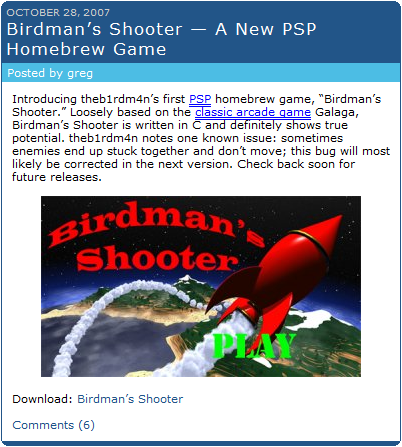 OCTOBER 28, 2007
Birdman’s Shooter — A New PSP
Homebrew Game
Posted by greg
Introducing theb1rdm4n’s first PSP homebrew game, “Birdman’s
Shooter.” Loosely based on the classic arcade game Galaga,
Birdman’s Shooter is written in C and definitely shows true
potential. theb1rdm4n notes one known issue: sometimes
enemies end up stuck together and don’t move; this bug will most
likely be corrected in the next version. Check back soon for
future releases.
Birdman's
Shooter
PLAY
Download: Birdman’s Shooter
Comments (6)